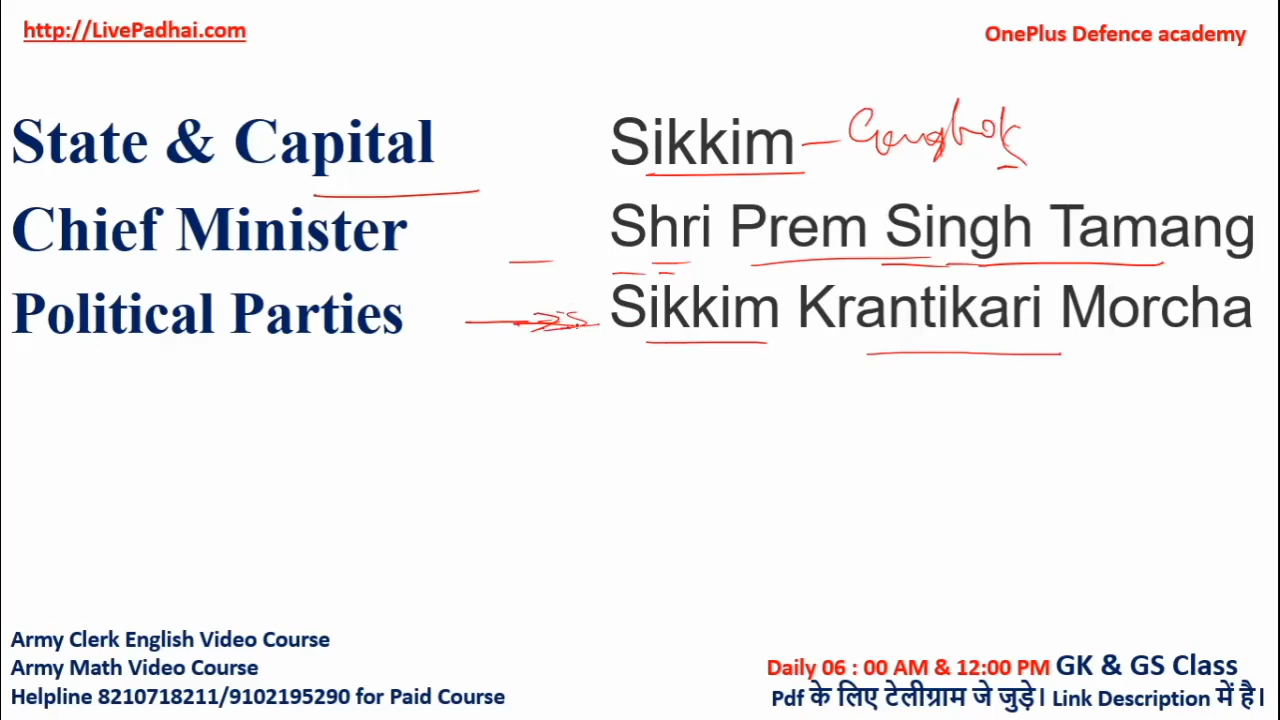 http://LivePadhai.com
OnePlus Defence academy
State & Capital Sikkim – Gangtok
Chief Minister Shri Prem Singh Tamang
Political Parties Sikkim Krantikari Morcha
Army Clerk English Video Course
Army Math Video Course
Helpline 8210718211/9102195290 for Paid Course
Daily 06 : 00 AM & 12:00 PM GK & GS Class
Pdf के लिए टेलीग्राम जे जुड़े। Link Description में है।